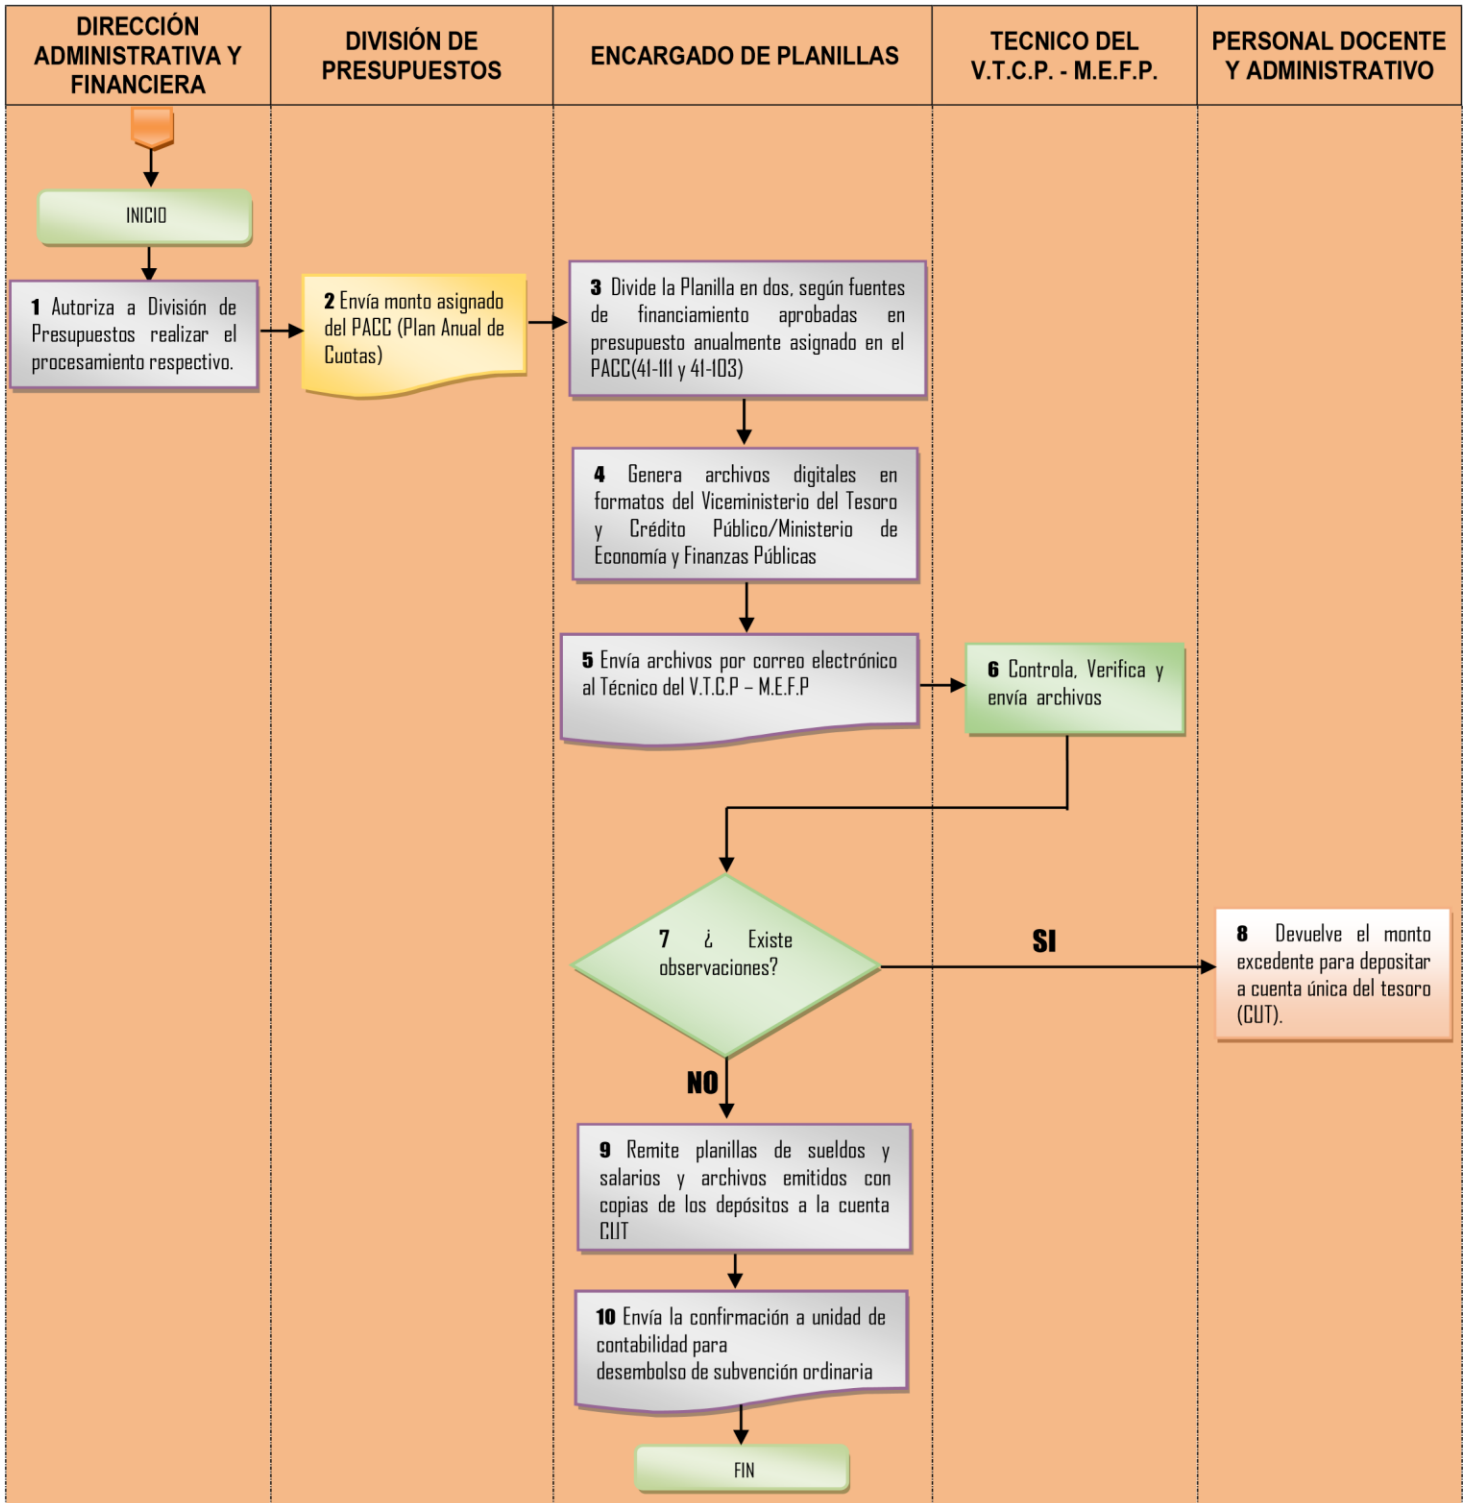 DIRECCIÓN
ADMINISTRATIVA Y
FINANCIERA
DIVISIÓN DE
PRESUPUESTOS
ENCARGADO DE PLANILLAS
TECNICO DEL
V.T.C.P. - M.E.F.P.
PERSONAL DOCENTE
Y ADMINISTRATIVO
INICIO
1 Autoriza a División de
Presupuestos realizar el
procesamiento respectivo.
2 Envía monto asignado
del PACC (Plan Anual de
Cuotas)
3 Divide la Planilla en dos, según fuentes
de financiamiento aprobadas en
presupuesto anualmente asignado en el
PACC(41-111 y 41-103)
4 Genera archivos digitales en
formatos del Viceministerio del Tesoro
y Crédito Público/Ministerio de
Economía y Finanzas Públicas
5 Envía archivos por correo electrónico
al Técnico del V.T.C.P – M.E.F.P
6 Controla, Verifica y
envía archivos
7 ¿ Existe
observaciones?
SI
8 Devuelve el monto
excedente para depositar
a cuenta única del tesoro
(CUT).
NO
9 Remite planillas de sueldos y
salarios y archivos emitidos con
copias de los depósitos a la cuenta
CUT
10 Envía la confirmación a unidad de
contabilidad para
desembolso de subvención ordinaria
FIN